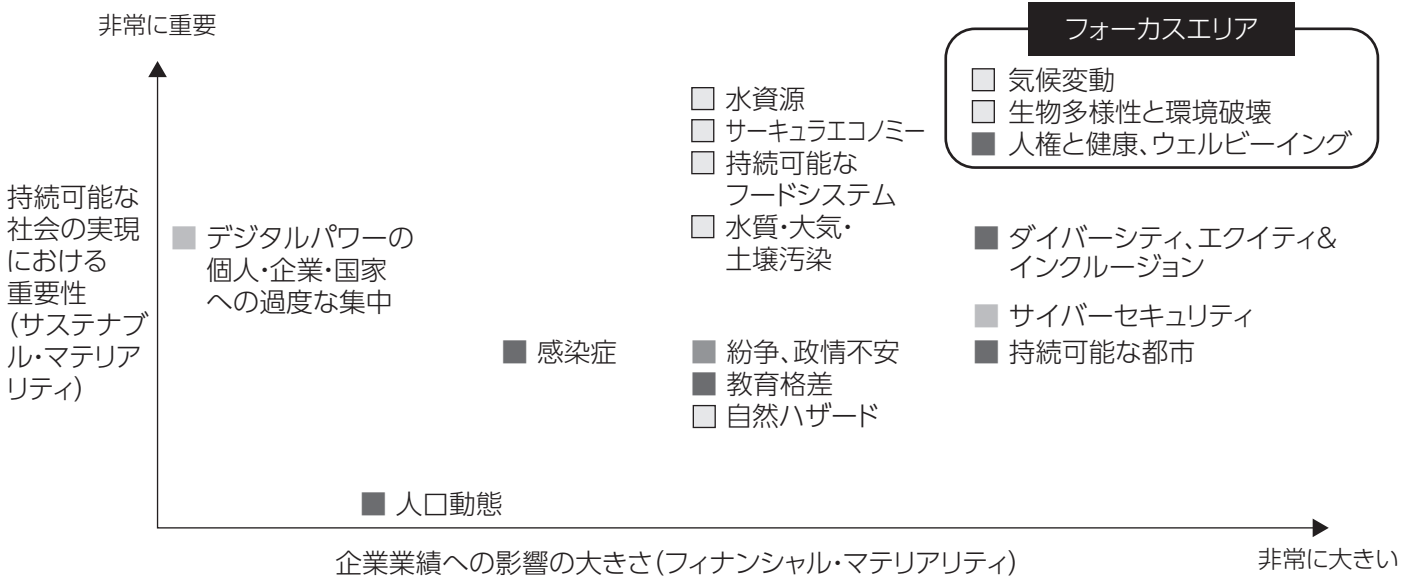 非常に重要
フォーカスエリア
気候変動
生物多様性と環境破壊
人権と健康、ウェルビーイング
水資源
サーキュラエコノミー
持続可能な
フードシステム
水質・大気・
土壌汚染
持続可能な
社会の実現
における
重要性
(サステナブ
ル・マテリア
リティ)
デジタルパワーの
個人・企業・国家
への過度な集中
ダイバーシティ、エクイティ&
インクルージョン
サイバーセキュリティ
持続可能な都市
感染症
紛争、政情不安
教育格差
自然ハザード
人口動態
企業業績への影響の大きさ(フィナンシャル・マテリアリティ)
非常に大きい